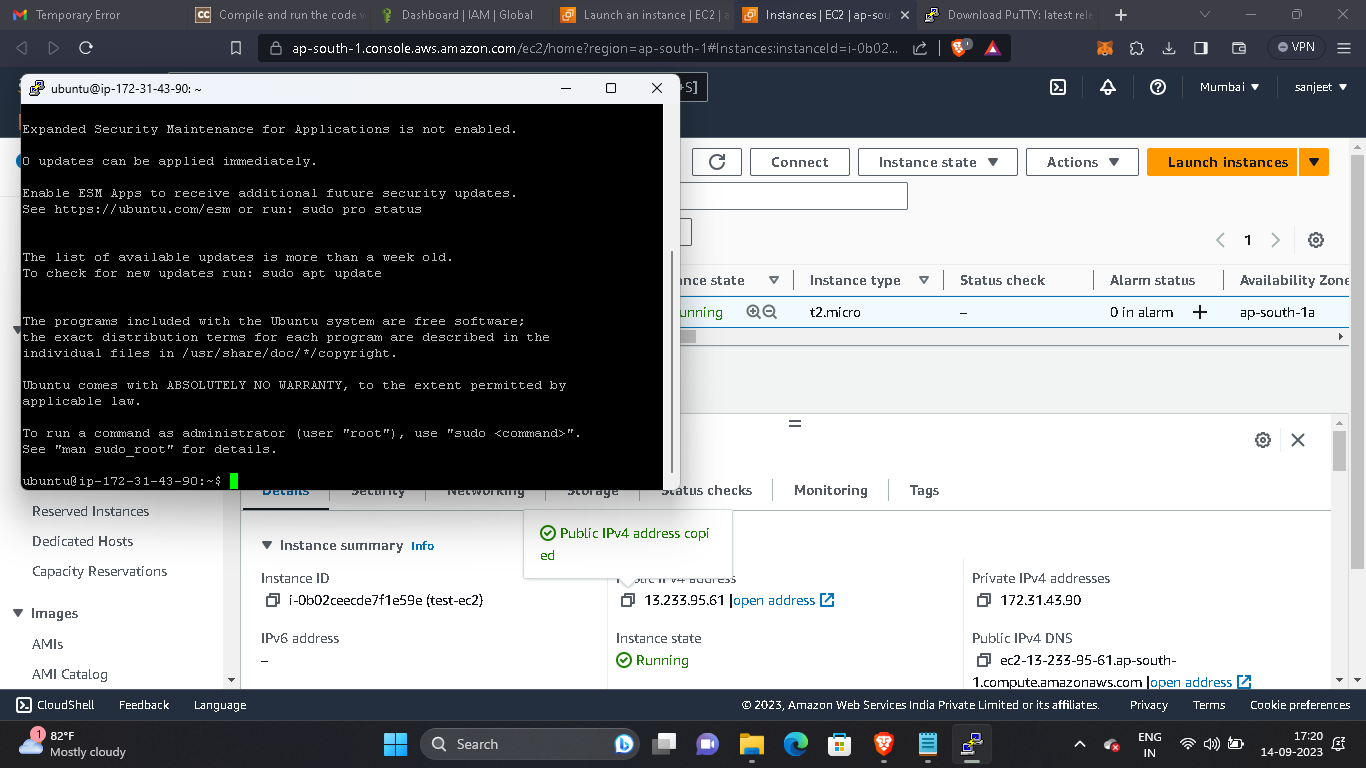 Temporary Error
Compile and run the code w
Dashboard | IAM | Global
Launch an instance | EC2 | a
Instances | EC2 | ap-sou
Download PuTTY: latest rele
ap-south-1.console.aws.amazon.com/ec2/home?region=ap-south-1#Instances:instanceId=i-0b02...
1
VPN
ubuntu@ip-172-31-43-90: ~
+S]
Mumbai
sanjeet
Expanded Security Maintenance for Applications is not enabled.
0 updates can be applied immediately.
Enable ESM Apps to receive additional future security updates.
See https://ubuntu.com/esm or run: sudo pro status
The list of available updates is more than a week old.
To check for new updates run: sudo apt update
The programs included with the Ubuntu system are free software;
the exact distribution terms for each program are described in the
individual files in /usr/share/doc/*/copyright.
Ubuntu comes with ABSOLUTELY NO WARRANTY, to the extent permitted by
applicable law.
To run a command as administrator (user "root"), use "sudo <command>".
See "man sudo_root" for details.
ubuntu@ip-172-31-43-90:~$
Connect
Instance state
Actions
Launch instances
1
nce state
Instance type
Status check
Alarm status
Availability Zone
unning
t2.micro
–
0 in alarm
ap-south-1a
Details
Security
Networking
Storage
Status checks
Monitoring
Tags
Reserved Instances
Dedicated Hosts
Capacity Reservations
Images
AMIs
AMI Catalog
Instance summary Info
Public IPv4 address copi
ed
Instance ID
i-0b02ceecde7f1e59e (test-ec2)
Public IPv4 address
13.233.95.61 |open address
Private IPv4 addresses
172.31.43.90
IPv6 address
–
Instance state
Running
Public IPv4 DNS
ec2-13-233-95-61.ap-south-
1.compute.amazonaws.com |open address
CloudShell
Feedback
Language
© 2023, Amazon Web Services India Private Limited or its affiliates.
Privacy
Terms
Cookie preferences
1
82°F
Mostly cloudy
Search
ENG
IN
17:20
14-09-2023